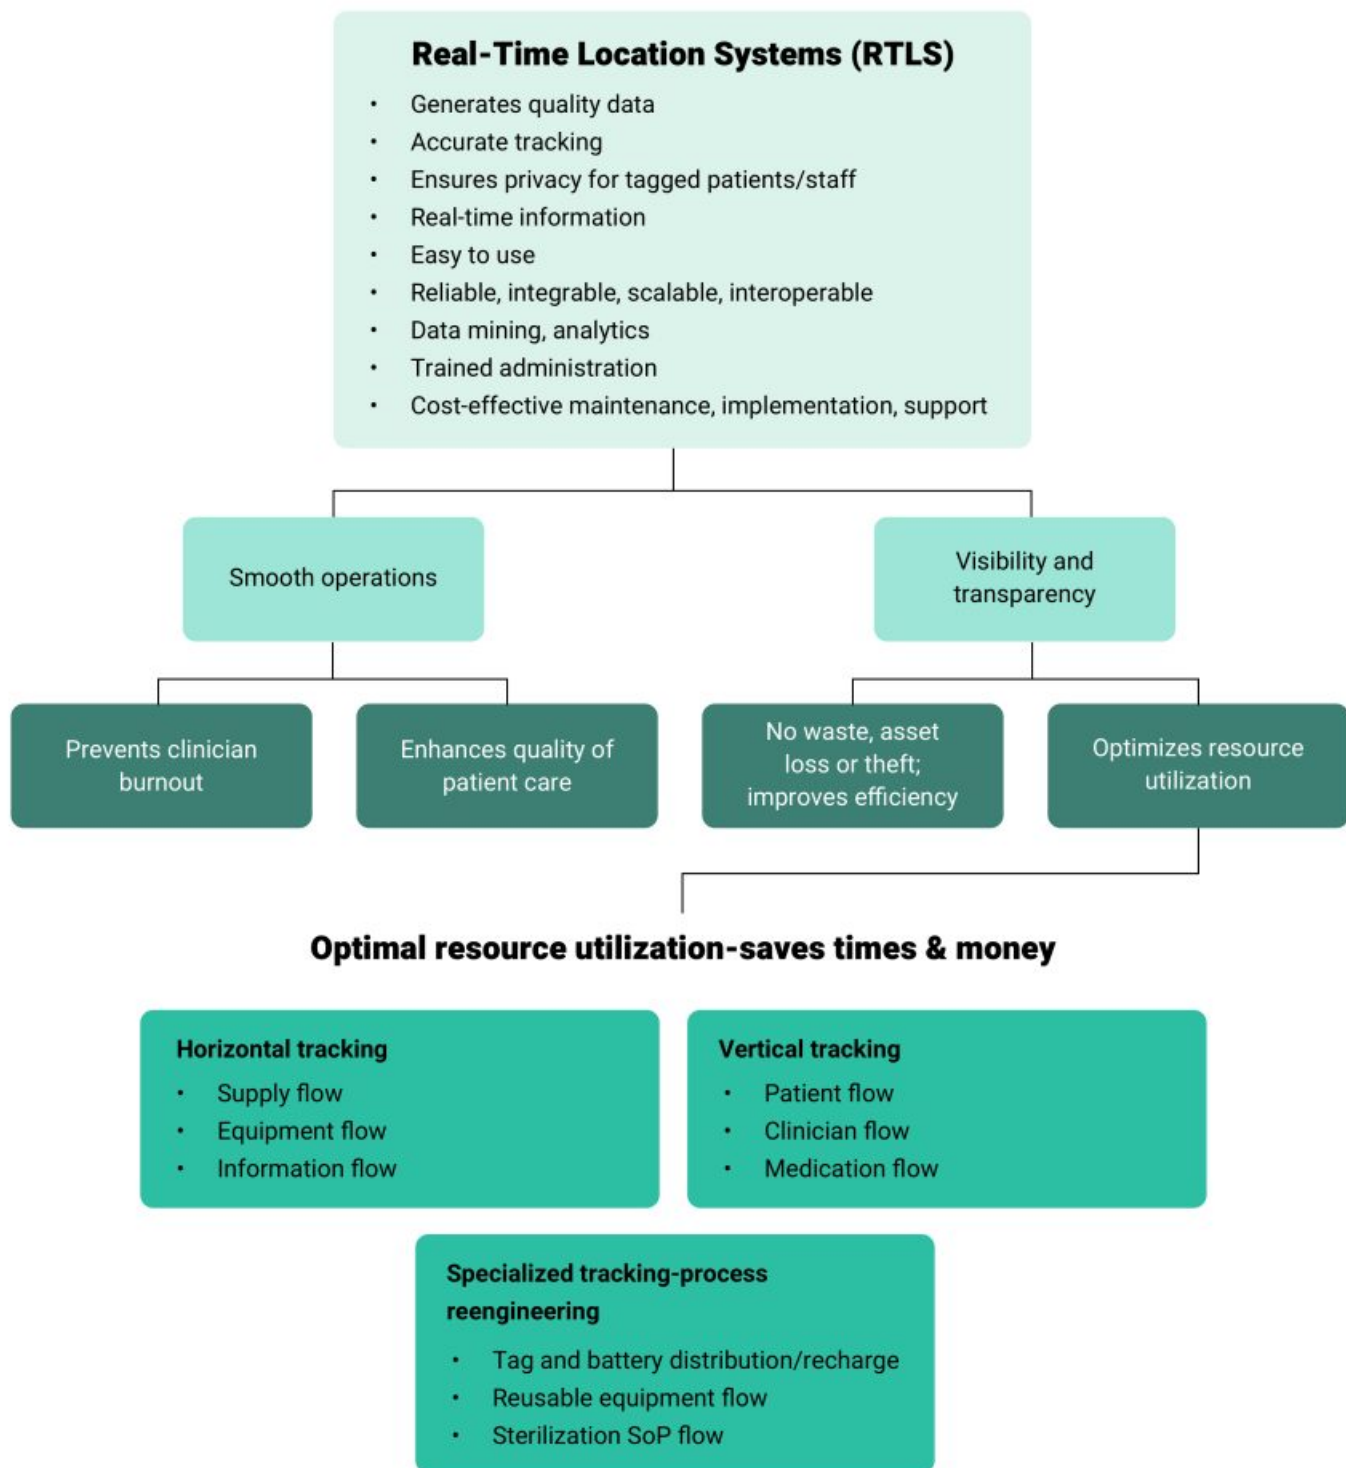 Real-Time Location Systems (RTLS)
• Generates quality data
• Accurate tracking
• Ensures privacy for tagged patients/staff
• Real-time information
• Easy to use
• Reliable, integrable, scalable, interoperable
• Data mining, analytics
• Trained administration
• Cost-effective maintenance, implementation, support
Smooth operations
Visibility and
transparency
Prevents clinician
burnout
Enhances quality of
patient care
No waste, asset
loss or theft;
improves efficiency
Optimizes resource
utilization
Optimal resource utilization-saves times & money
Horizontal tracking
• Supply flow
• Equipment flow
• Information flow
Vertical tracking
• Patient flow
• Clinician flow
• Medication flow
Specialized tracking-process
reengineering
• Tag and battery distribution/recharge
• Reusable equipment flow
• Sterilization SoP flow